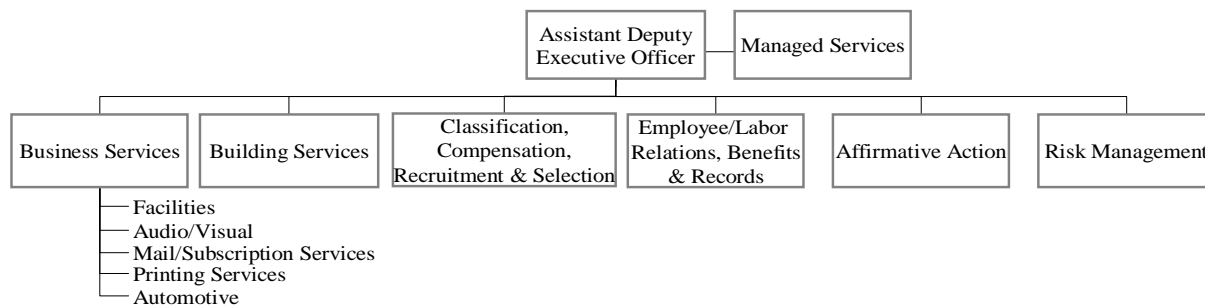 Assistant Deputy
Executive Officer
Managed Services
Business Services
Building Services
Classification,
Compensation,
Recruitment & Selection
Employee/Labor
Relations, Benefits
& Records
Affirmative Action
Risk Management
Facilities
Audio/Visual
Mail/Subscription Services
Printing Services
Automotive